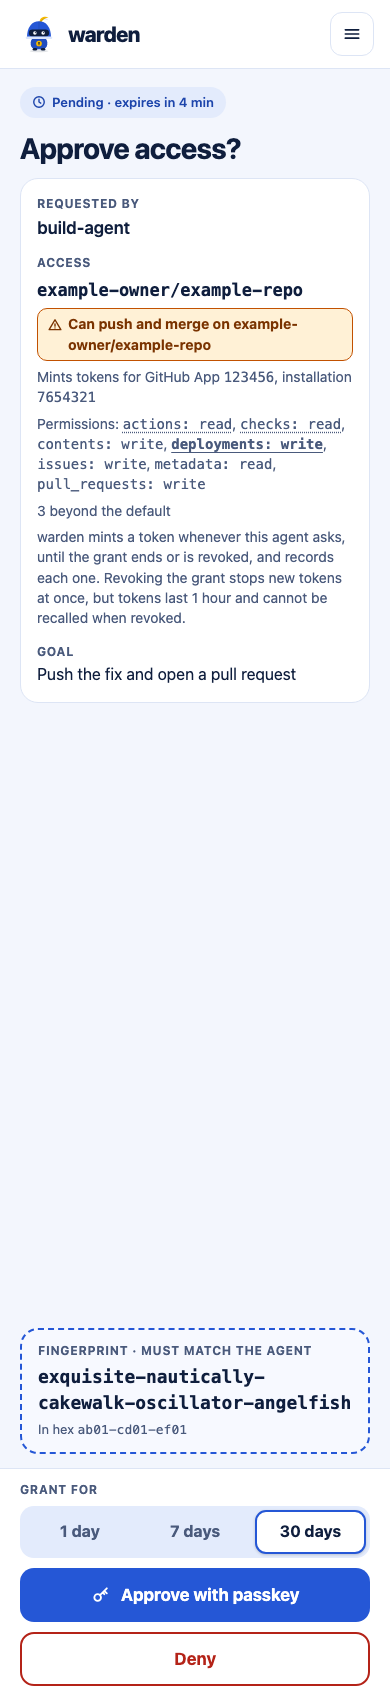 warden
Pending · expires in 4 min
Approve access?
REQUESTED BY
build-agent
ACCESS
example-owner/example-repo
Can push and merge on example-
owner/example-repo
Mints tokens for GitHub App 123456, installation
7654321
Permissions: actions: read, checks: read,
contents: write, deployments: write,
issues: write, metadata: read,
pull_requests: write
3 beyond the default
warden mints a token whenever this agent asks,
until the grant ends or is revoked, and records
each one. Revoking the grant stops new tokens
at once, but tokens last 1 hour and cannot be
recalled when revoked.
GOAL
Push the fix and open a pull request
FINGERPRINT · MUST MATCH THE AGENT
exquisite-nautically-
cakewalk-oscillator-angelfish
In hex ab01-cd01-ef01
GRANT FOR
1 day 7 days 30 days
Approve with passkey
Deny